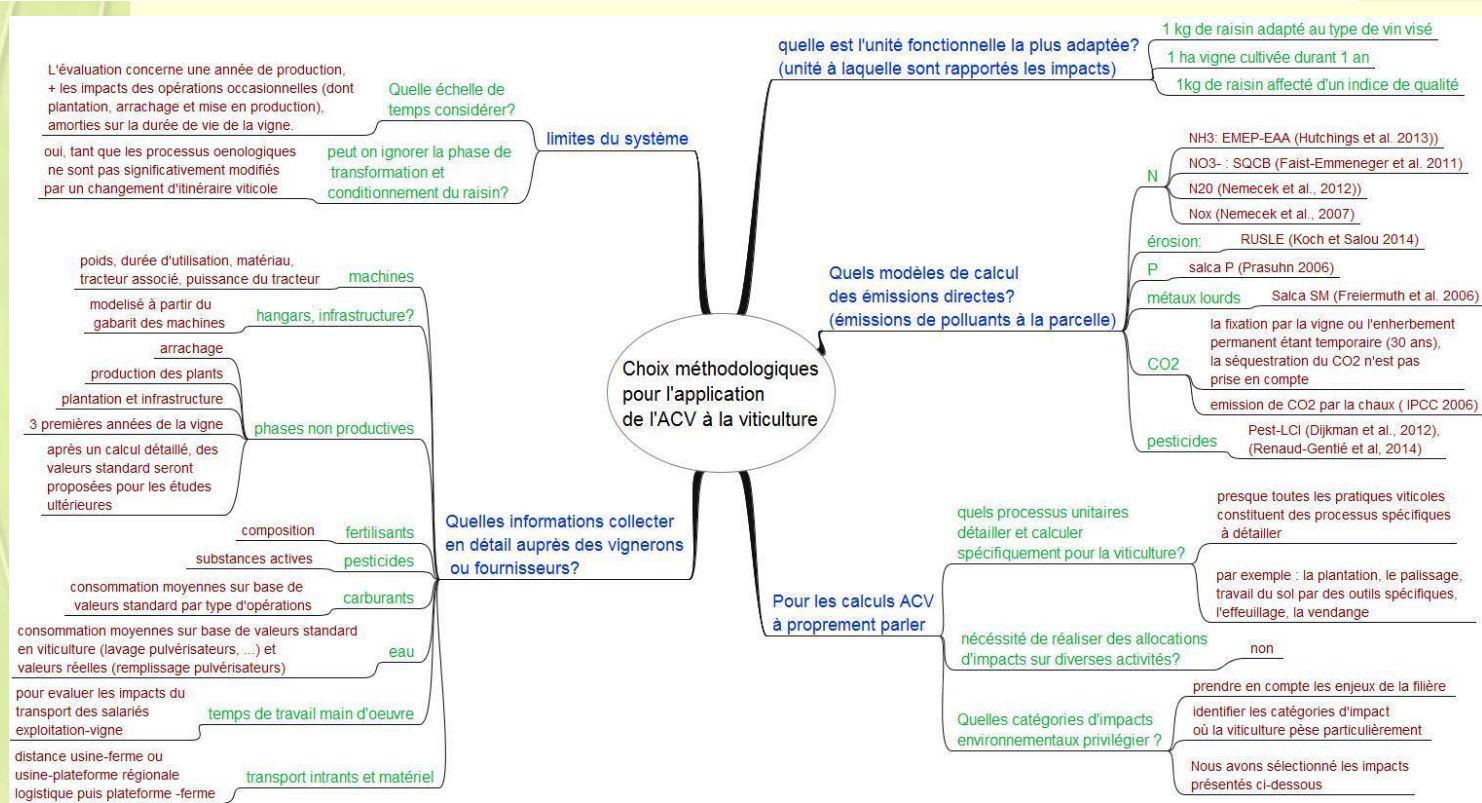 Choix méthodologiques
pour l'application
de l'ACV à la viticulture
quelle est l'unité fonctionnelle la plus adaptée?
(unité à laquelle sont rapportés les impacts)
1 kg de raisin adapté au type de vin visé
1 ha vigne cultivée durant 1 an
1kg de raisin affecté d'un indice de qualité
Quels modèles de calcul
des émissions directes?
(émissions de polluants à la parcelle)
N
NH3: EMEP-EAA (Hutchings et al. 2013))
NO3- : SQCB (Faist-Emmeneger et al. 2011)
N20 (Nemecek et al., 2012))
Nox (Nemecek et al., 2007)
érosion:
RUSLE (Koch et Salou 2014)
P
salca P (Prasuhn 2006)
métaux lourds
Salca SM (Freiermuth et al. 2006)
CO2
la fixation par la vigne ou l'enherbement
permanent étant temporaire (30 ans),
la séquestration du CO2 n'est pas
prise en compte
emission de CO2 par la chaux ( IPCC 2006)
pesticides
Pest-LCI (Dijkman et al., 2012),
(Renaud-Gentié et al, 2014)
Pour les calculs ACV
à proprement parler
quels processus unitaires
détailler et calculer
spécifiquement pour la viticulture?
presque toutes les pratiques viticoles
constituent des processus spécifiques
à détailler
par exemple : la plantation, le palissage,
travail du sol par des outils spécifiques,
l'effeuillage, la vendange
nécéssité de réaliser des allocations
d'impacts sur diverses activités?
non
Quelles catégories d'impacts
environnementaux privilégier ?
prendre en compte les enjeux de la filière
identifier les catégories d'impact
où la viticulture pèse particulièrement
Nous avons sélectionné les impacts
présentés ci-dessous
limites du système
Quelle échelle de
temps considérer?
L'évaluation concerne une année de production,
+ les impacts des opérations occasionnelles (dont
plantation, arrachage et mise en production),
amorties sur la durée de vie de la vigne.
peut on ignorer la phase de
transformation et
conditionnement du raisin?
oui, tant que les processus oenologiques
ne sont pas significativement modifiés
par un changement d'itinéraire viticole
Quelles informations collecter
en détail auprès des vignerons
ou fournisseurs?
machines
poids, durée d'utilisation, matériau,
tracteur associé, puissance du tracteur
hangars, infrastructure?
modelisé à partir du
gabarit des machines
phases non productives
arrachage
production des plants
plantation et infrastructure
3 premières années de la vigne
après un calcul détaillé, des
valeurs standard seront
proposées pour les études
ultérieures
fertilisants
composition
pesticides
substances actives
carburants
consommation moyennes sur base de
valeurs standard par type d'opérations
eau
consommation moyennes sur base de valeurs standard
en viticulture (lavage pulvérisateurs, ...) et
valeurs réelles (remplissage pulvérisateurs)
temps de travail main d'oeuvre
pour evaluer les impacts du
transport des salariés
exploitation-vigne
transport intrants et matériel
distance usine-ferme ou
usine-plateforme régionale
logistique puis plateforme -ferme